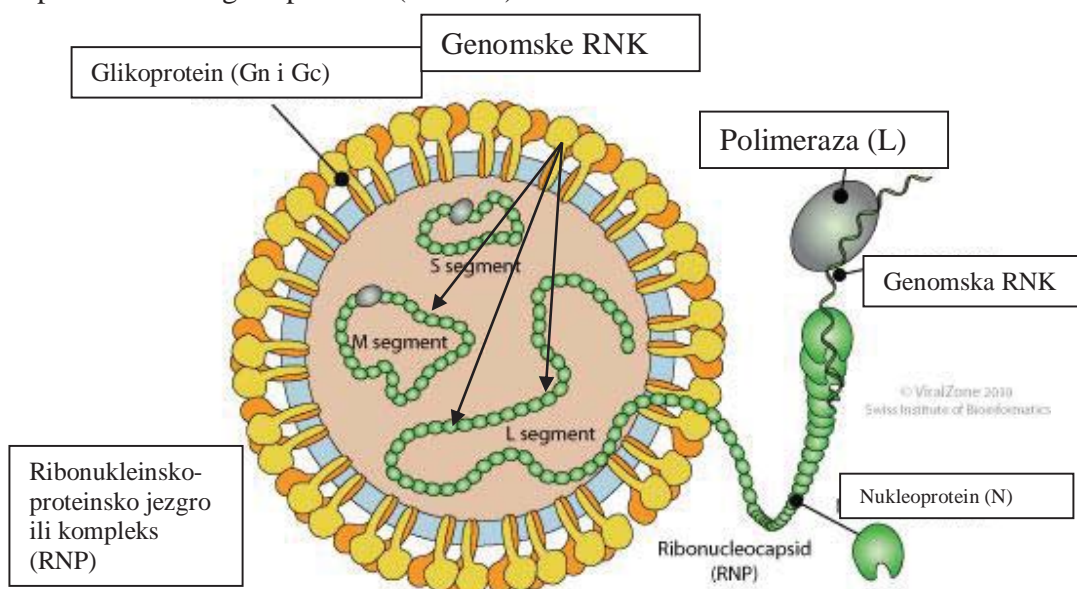 Genomske RNK
Glikoprotein (Gn i Gc)
Polimeraza (L)
S segment
Genomska RNK
M segment
© ViralZone 2010
Swiss Institute of Bioinformatics
L segment
Ribonukleinsko-
proteinsko jezgro
ili kompleks
(RNP)
Nukleoprotein (N)
Ribonucleocapsid
(RNP)